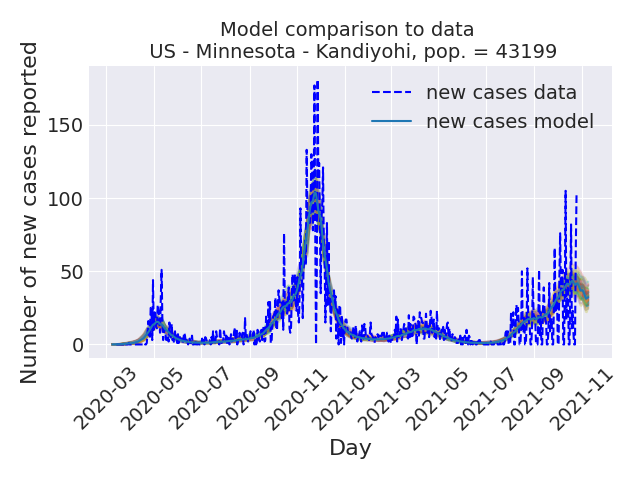 Model comparison to data
US - Minnesota - Kandiyohi, pop. = 43199
Number of new cases reported
150
100
50
0
new cases data
new cases model
2020-03
2020-05
2020-07
2020-09
2020-11
2021-01
2021-03
2021-05
2021-07
2021-09
2021-11
Day